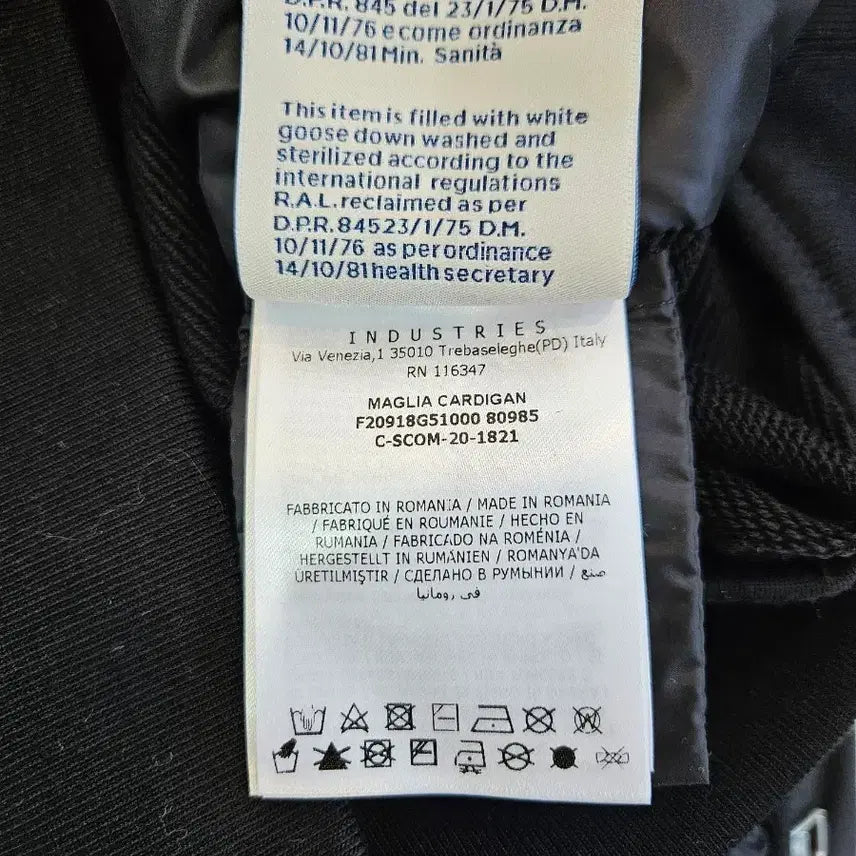 D.P.R. 845 del 23/1/75 D.M.
10/11/76 e come ordinanza
14/10/81 Min. Sanità
This item is filled with white
goose down washed and
sterilized according to the
international regulations
R.A.L. reclaimed as per
D.P.R. 84523/1/75 D.M.
10/11/76 as per ordinance
14/10/81 health secretary
INDUSTRIES
Via Venezia,1 35010 Trebaseleghe(PD) Italy
RN 116347
MAGLIA CARDIGAN
F20918G51000 80985
C-SCOM-20-1821
FABBRICATO IN ROMANIA / MADE IN ROMANIA
/ FABRIQUÉ EN ROUMANIE / HECHO EN
RUMANIA / FABRICADO NA ROMÉNIA /
HERGESTELLT IN RUMÄNIEN / ROMANYA'DA
ÜRETILMIŞTIR / СДЕЛАНО В РУМЫНИИ / صنع
في رومانيا